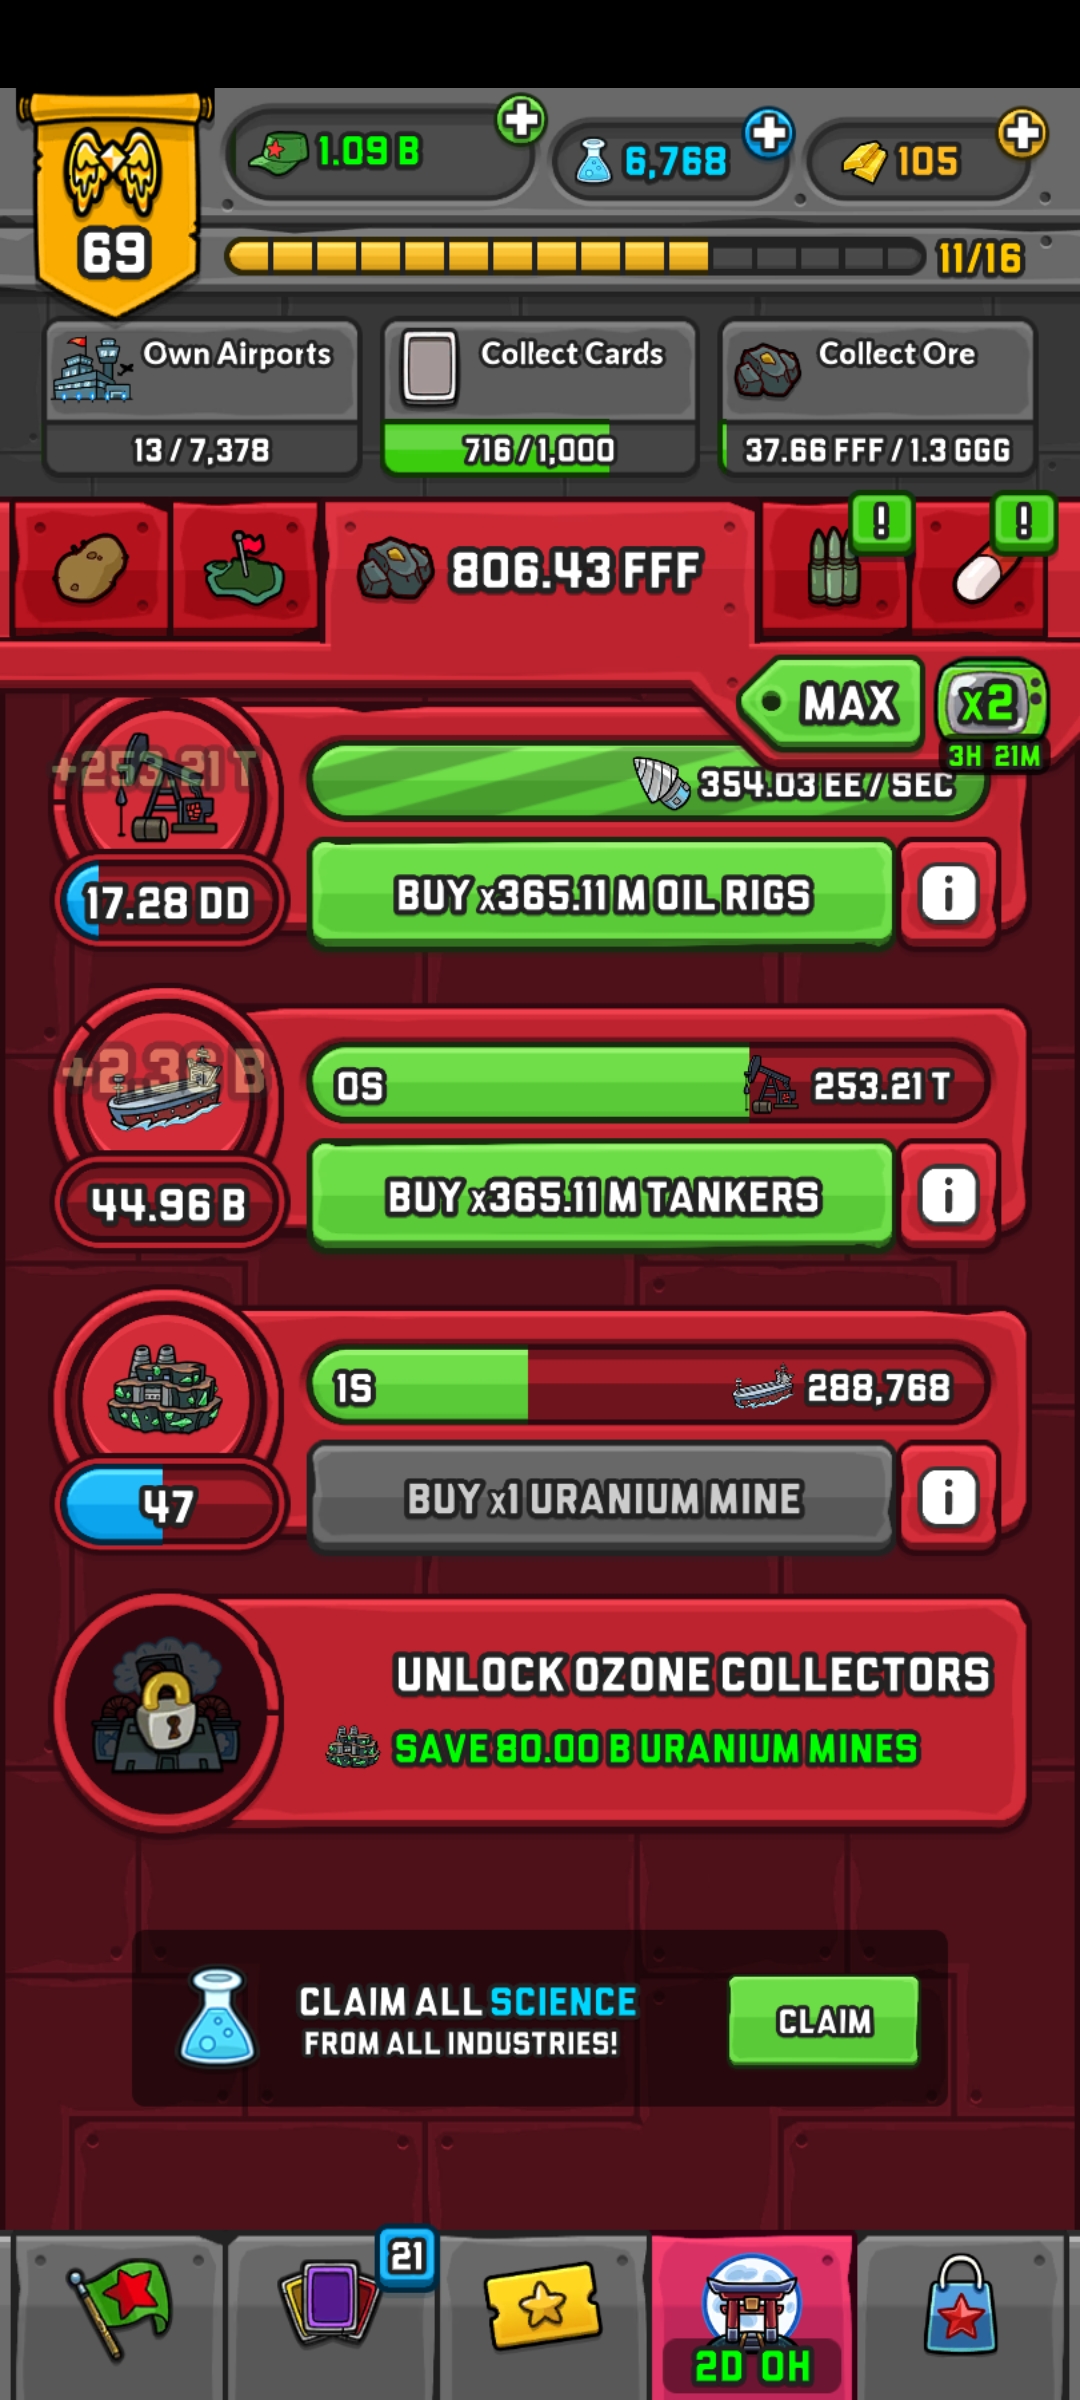 69
1.09 B
6,768
105
11/16
Own Airports
13/7,378
Collect Cards
716/1,000
Collect Ore
37.66 FFF/1.3 GGG
806.43 FFF
!
!
MAX
x2
3H 21M
+253.21 T
354.03 EE/SEC
17.28 DD
BUY x365.11 M OIL RIGS
i
0S
253.21 T
44.96 B
BUY x365.11 M TANKERS
i
1S
288,768
47
BUY x1 URANIUM MINE
i
UNLOCK OZONE COLLECTORS
SAVE 80.00 B URANIUM MINES
CLAIM ALL SCIENCE
FROM ALL INDUSTRIES!
CLAIM
21
2D 0H